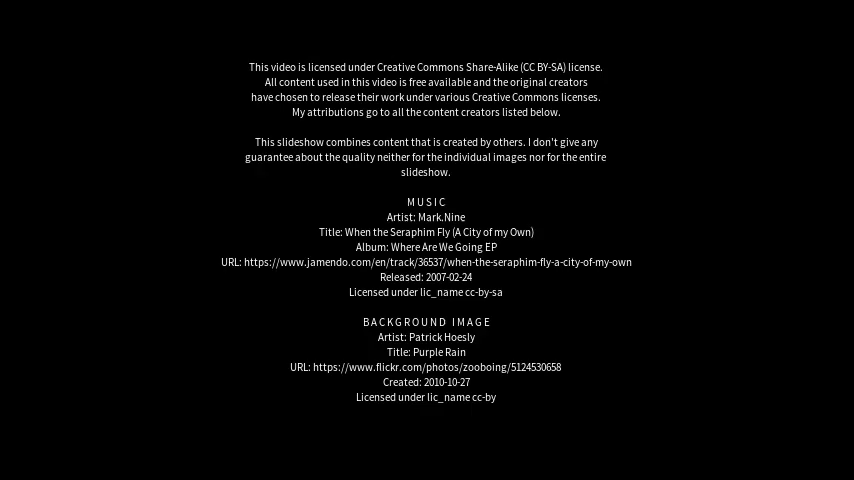 This video is licensed under Creative Commons Share-Alike (CC BY-SA) license.
All content used in this video is free available and the original creators
have chosen to release their work under various Creative Commons licenses.
My attributions go to all the content creators listed below.
This slideshow combines content that is created by others. I don't give any
guarantee about the quality neither for the individual images nor for the entire
slideshow.
MUSIC
Artist: Mark.Nine
Title: When the Seraphim Fly (A City of my Own)
Album: Where Are We Going EP
URL: https://www.jamendo.com/en/track/36537/when-the-seraphim-fly-a-city-of-my-own
Released: 2007-02-24
Licensed under lic_name cc-by-sa
BACKGROUND IMAGE
Artist: Patrick Hoesly
Title: Purple Rain
URL: https://www.flickr.com/photos/zooboing/5124530658
Created: 2010-10-27
Licensed under lic_name cc-by